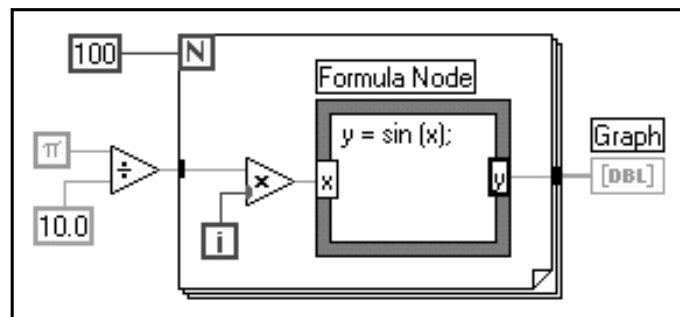 100 N
Formula Node
y = sin (x);
Graph
π
÷
×
x
y
[DBL]
10.0
i